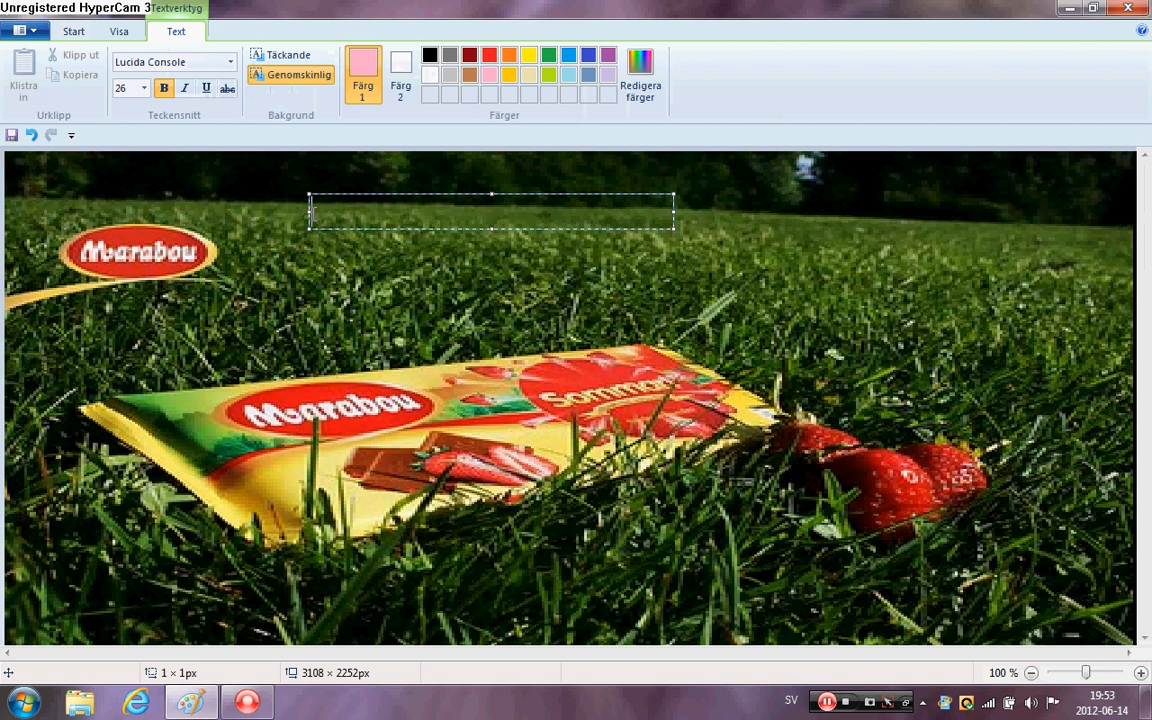 Unregistered HyperCam 3
Textverktyg
Start
Visa
Text
Klistra in
Klipp ut
Kopiera
Urklipp
Lucida Console
26
B I U abc
Teckensnitt
Täckande
Genomskinlig
Bakgrund
Färg 1
Färg 2
Redigera färger
Färger
Marabou
Marabou
Sommar
1 × 1px
3108 × 2252px
100 %
SV
19:53
2012-06-14